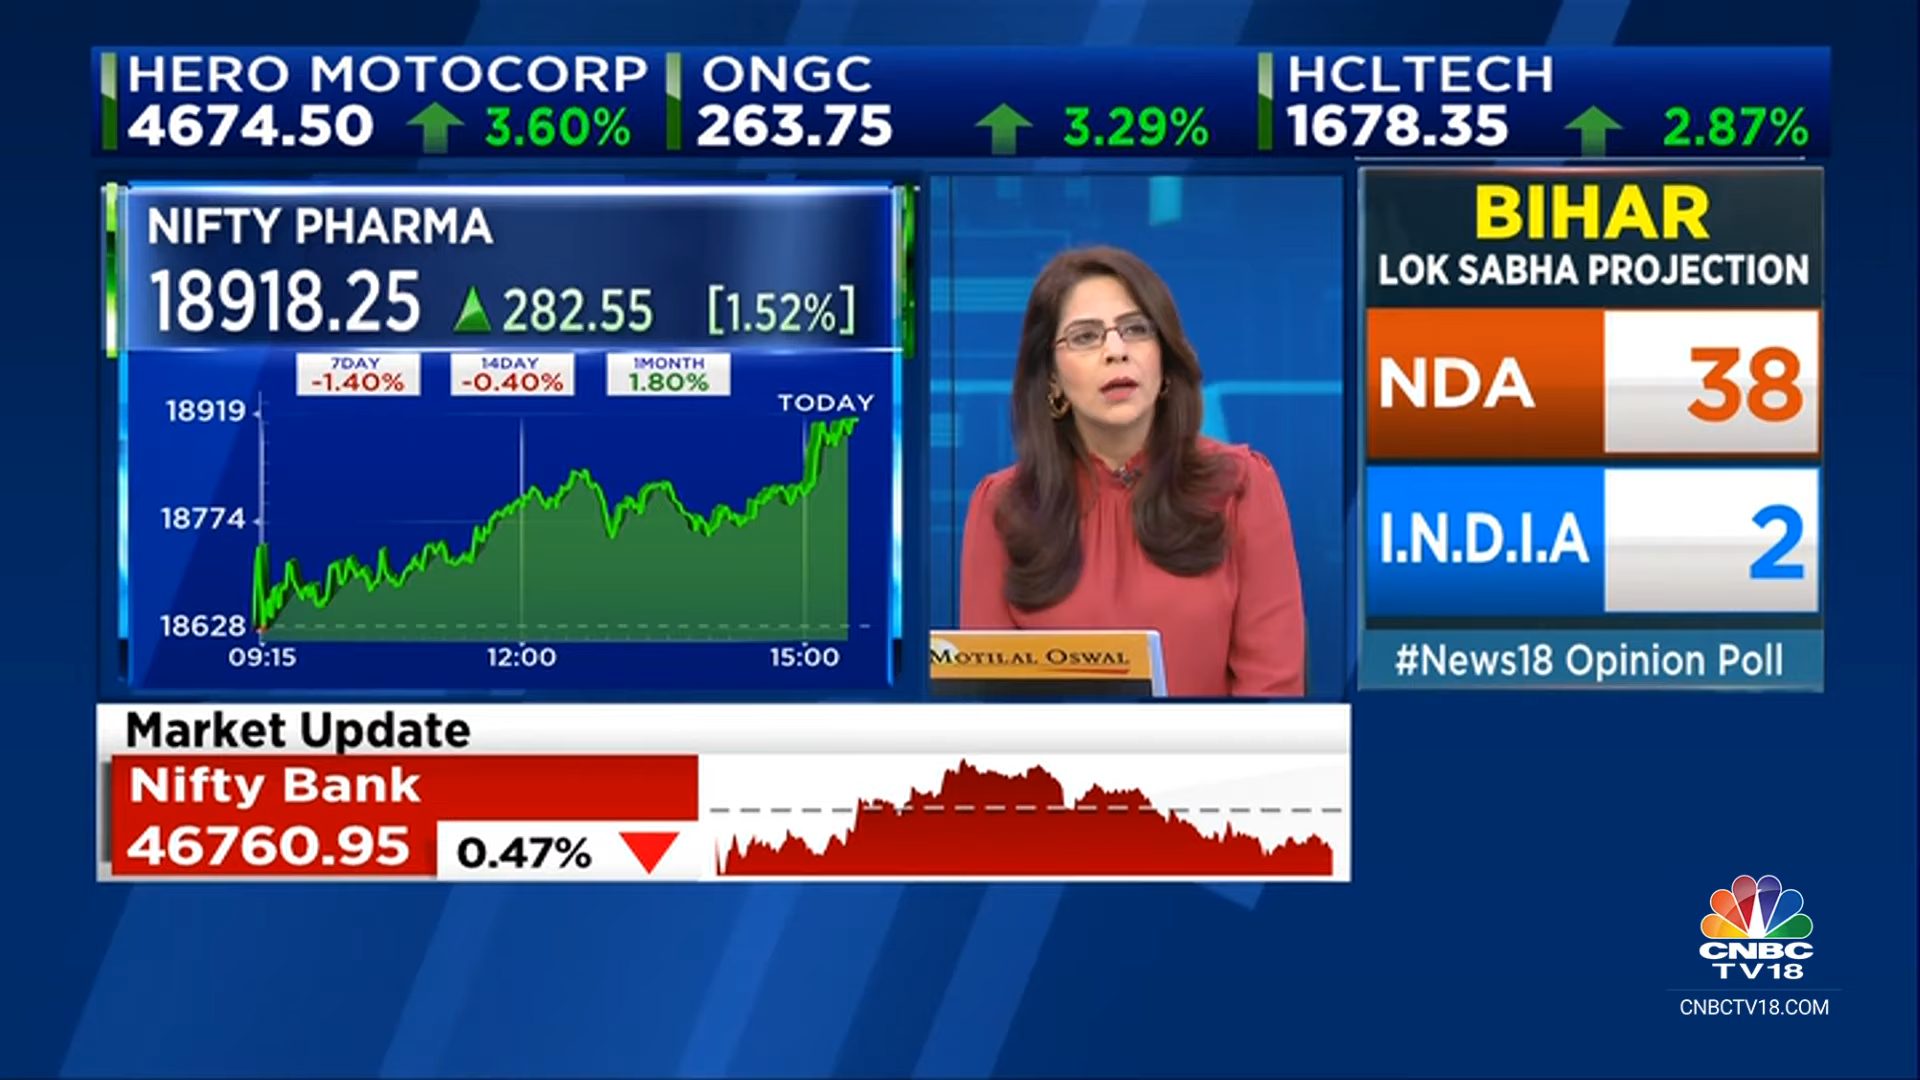 HERO MOTOCORP
4674.50 3.60%
ONGC
263.75 3.29%
HCLTECH
1678.35 2.87%
NIFTY PHARMA
18918.25 282.55 [1.52%]
7DAY
-1.40%
14DAY
-0.40%
1MONTH
1.80%
TODAY
18919
18774
18628
09:15 12:00 15:00
MOTILAL OSWAL
BIHAR
LOK SABHA PROJECTION
NDA 38
I.N.D.I.A 2
#News18 Opinion Poll
Market Update
Nifty Bank
46760.95 0.47%
CNBC
TV18
CNBCTV18.COM